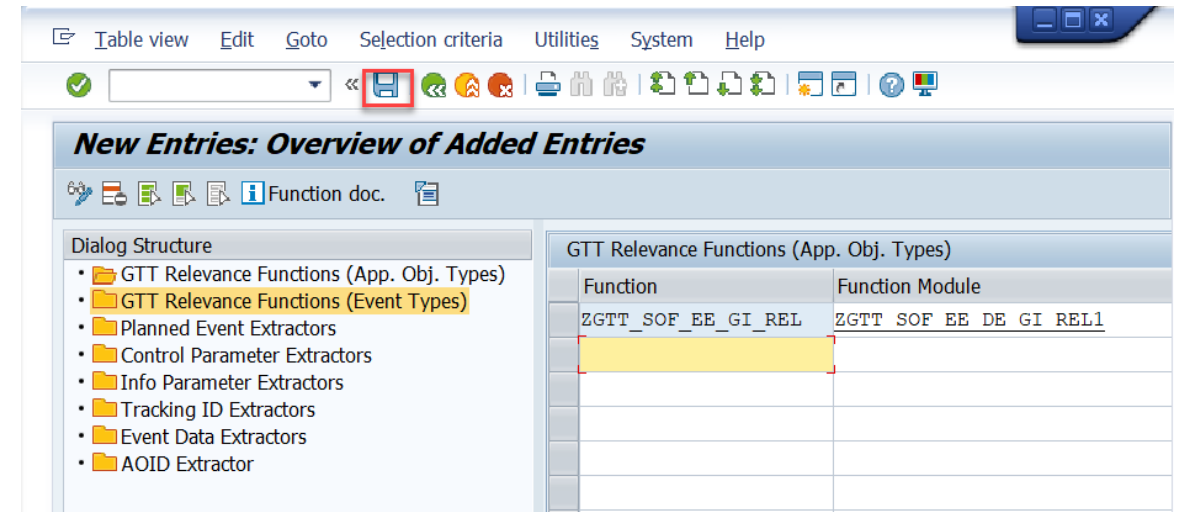 Table view Edit Goto Selection criteria Utilities System Help
New Entries: Overview of Added Entries
Function doc.
Dialog Structure
GTT Relevance Functions (App. Obj. Types)
GTT Relevance Functions (Event Types)
Planned Event Extractors
Control Parameter Extractors
Info Parameter Extractors
Tracking ID Extractors
Event Data Extractors
AOID Extractor
GTT Relevance Functions (App. Obj. Types)
Function Function Module
ZGTT_SOF_EE_GI_REL ZGTT_SOF_EE_DE_GI_REL1